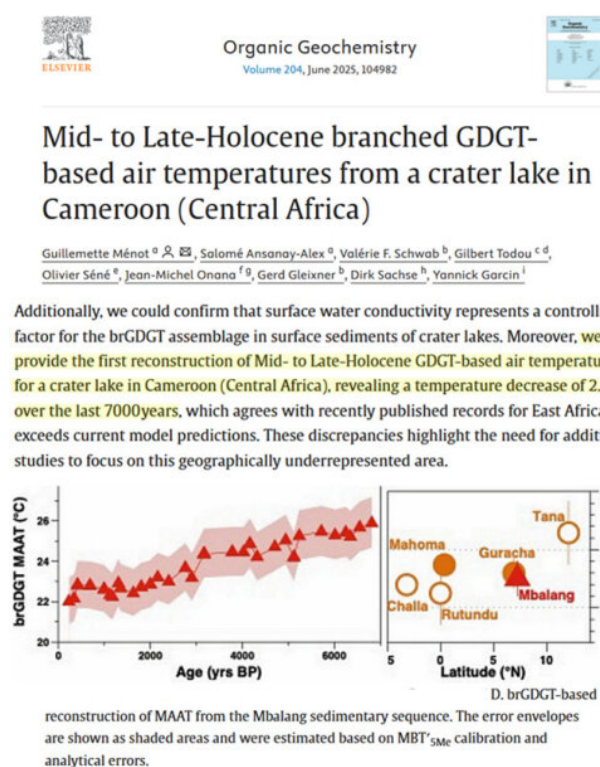 ELSEVIER
Organic Geochemistry
Volume 204, June 2025, 104982
Mid- to Late-Holocene branched GDGT-
based air temperatures from a crater lake in
Cameroon (Central Africa)
Guillemette Ménot a, Salomé Ansanay-Alex a, Valérie F. Schwab b, Gilbert Todou c d,
Olivier Séné e, Jean-Michel Onana f g, Gerd Gleixner b, Dirk Sachse h, Yannick Garcin i
Additionally, we could confirm that surface water conductivity represents a controll
factor for the brGDGT assemblage in surface sediments of crater lakes. Moreover, we
provide the first reconstruction of Mid- to Late-Holocene GDGT-based air temperatu
for a crater lake in Cameroon (Central Africa), revealing a temperature decrease of 2.
over the last 7000years, which agrees with recently published records for East Africa
exceeds current model predictions. These discrepancies highlight the need for addit
studies to focus on this geographically underrepresented area.
brGDGT MAAT (°C)
26
24
22
20
0
2000
4000
6000
Age (yrs BP)
Tana
Mahoma
Guracha
Mbalang
Challa
Rutundu
5
0
5
10
Latitude (°N)
D. brGDGT-based
reconstruction of MAAT from the Mbalang sedimentary sequence. The error envelopes
are shown as shaded areas and were estimated based on MBT'5Me calibration and
analytical errors.